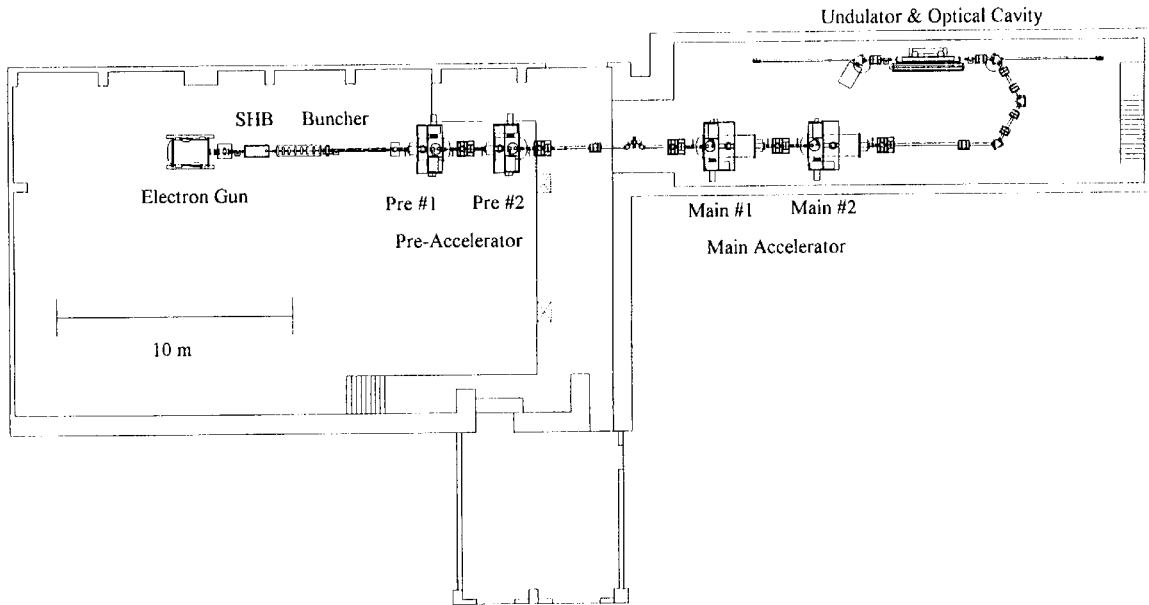 Undulator & Optical Cavity
SHB
Buncher
Electron Gun
Pre #1
Pre #2
Pre-Accelerator
Main #1
Main #2
Main Accelerator
10 m